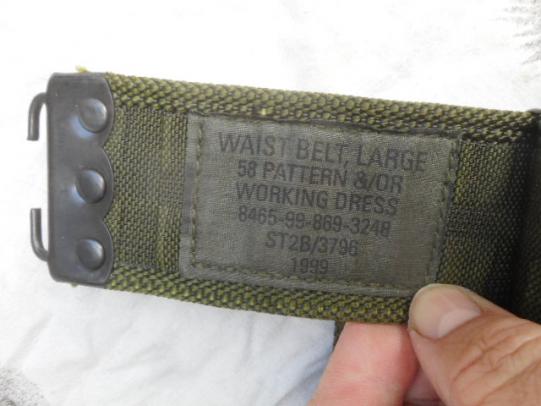 WAIST BELT, LARGE
58 PATTERN &/OR
WORKING DRESS
8465-99-869-3248
ST2B/3796
1999